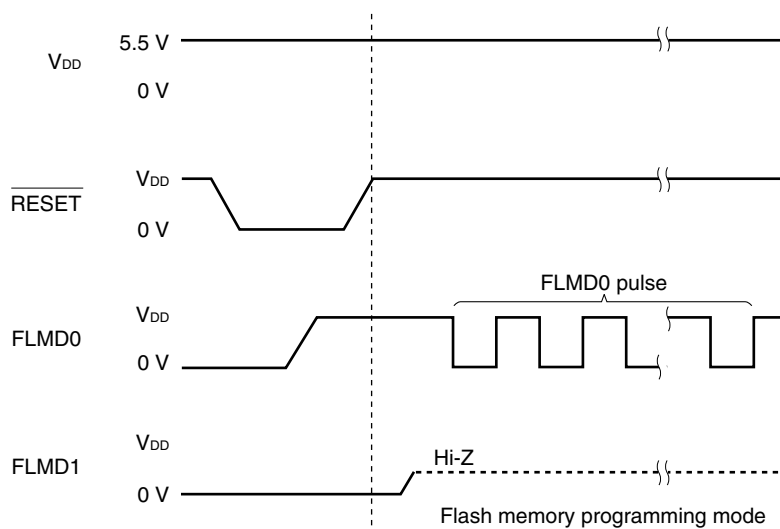 5.5 V
VDD
0 V
VDD
RESET
0 V
FLMD0 pulse
VDD
FLMD0
0 V
VDD
Hi-Z
FLMD1
0 V
Flash memory programming mode